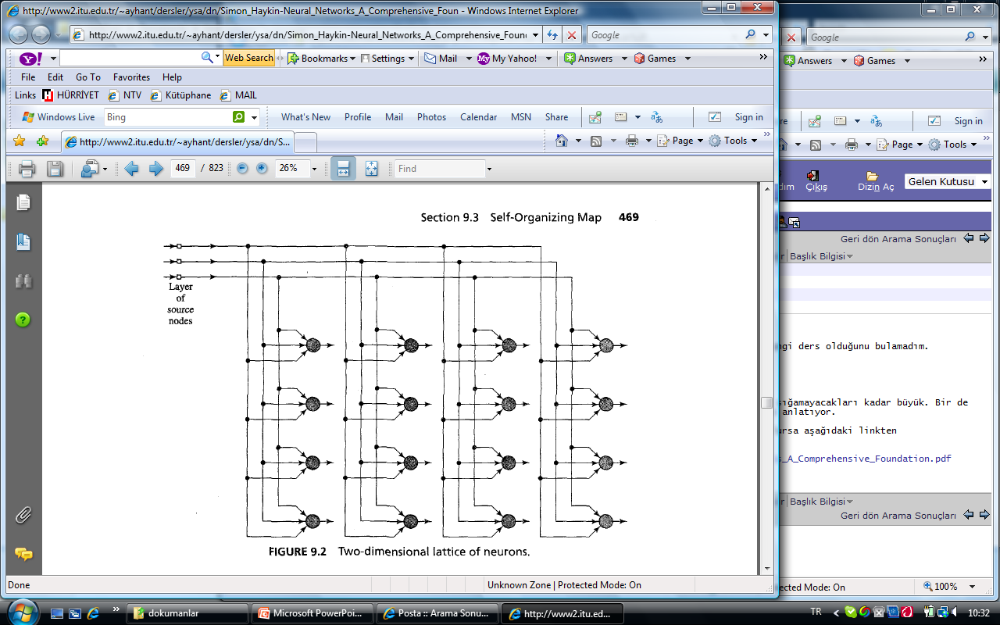 http://www2.itu.edu.tr/~ayhant/dersler/ysa/dn/Simon_Haykin-Neural_Networks_A_Comprehensive_Foun - Windows Internet Explorer
http://www2.itu.edu.tr/~ayhant/dersler/ysa/dn/Simon_Haykin-Neural_Networks_A_Comprehensive_Foun
Google
Google
Y!
Web Search
Bookmarks
Settings
Mail
My Yahoo!
Answers
Games
»
Answers
Games
»
File Edit Go To Favorites Help
Links HÜRRİYET NTV Kütüphane MAIL
Windows Live Bing What's New Profile Mail Photos Calendar MSN Share Sign in
Sign in
http://www2.itu.edu.tr/~ayhant/dersler/ysa/dn/S...
Page Tools »
Page Tools »
469 / 823 26% Find
Çıkış
Dizin Aç
Gelen Kutusu
Section 9.3 Self-Organizing Map 469
Layer
of
source
nodes
FIGURE 9.2 Two-dimensional lattice of neurons.
Geri dön Arama Sonuçları
Başlık Bilgisi
ders olduğunu bulamadım.
kadar büyük. Bir de
anlatıyor.
aşağıdaki linkten
s_A_Comprehensive_Foundation.pdf
Başlık Bilgisi
Geri dön Arama Sonuçları
Done
Unknown Zone | Protected Mode: On
Mode: On
100%
»
dokumanlar
Microsoft PowerPoi...
Posta :: Arama Sonu...
http://www2.itu.ed...
TR
10:32